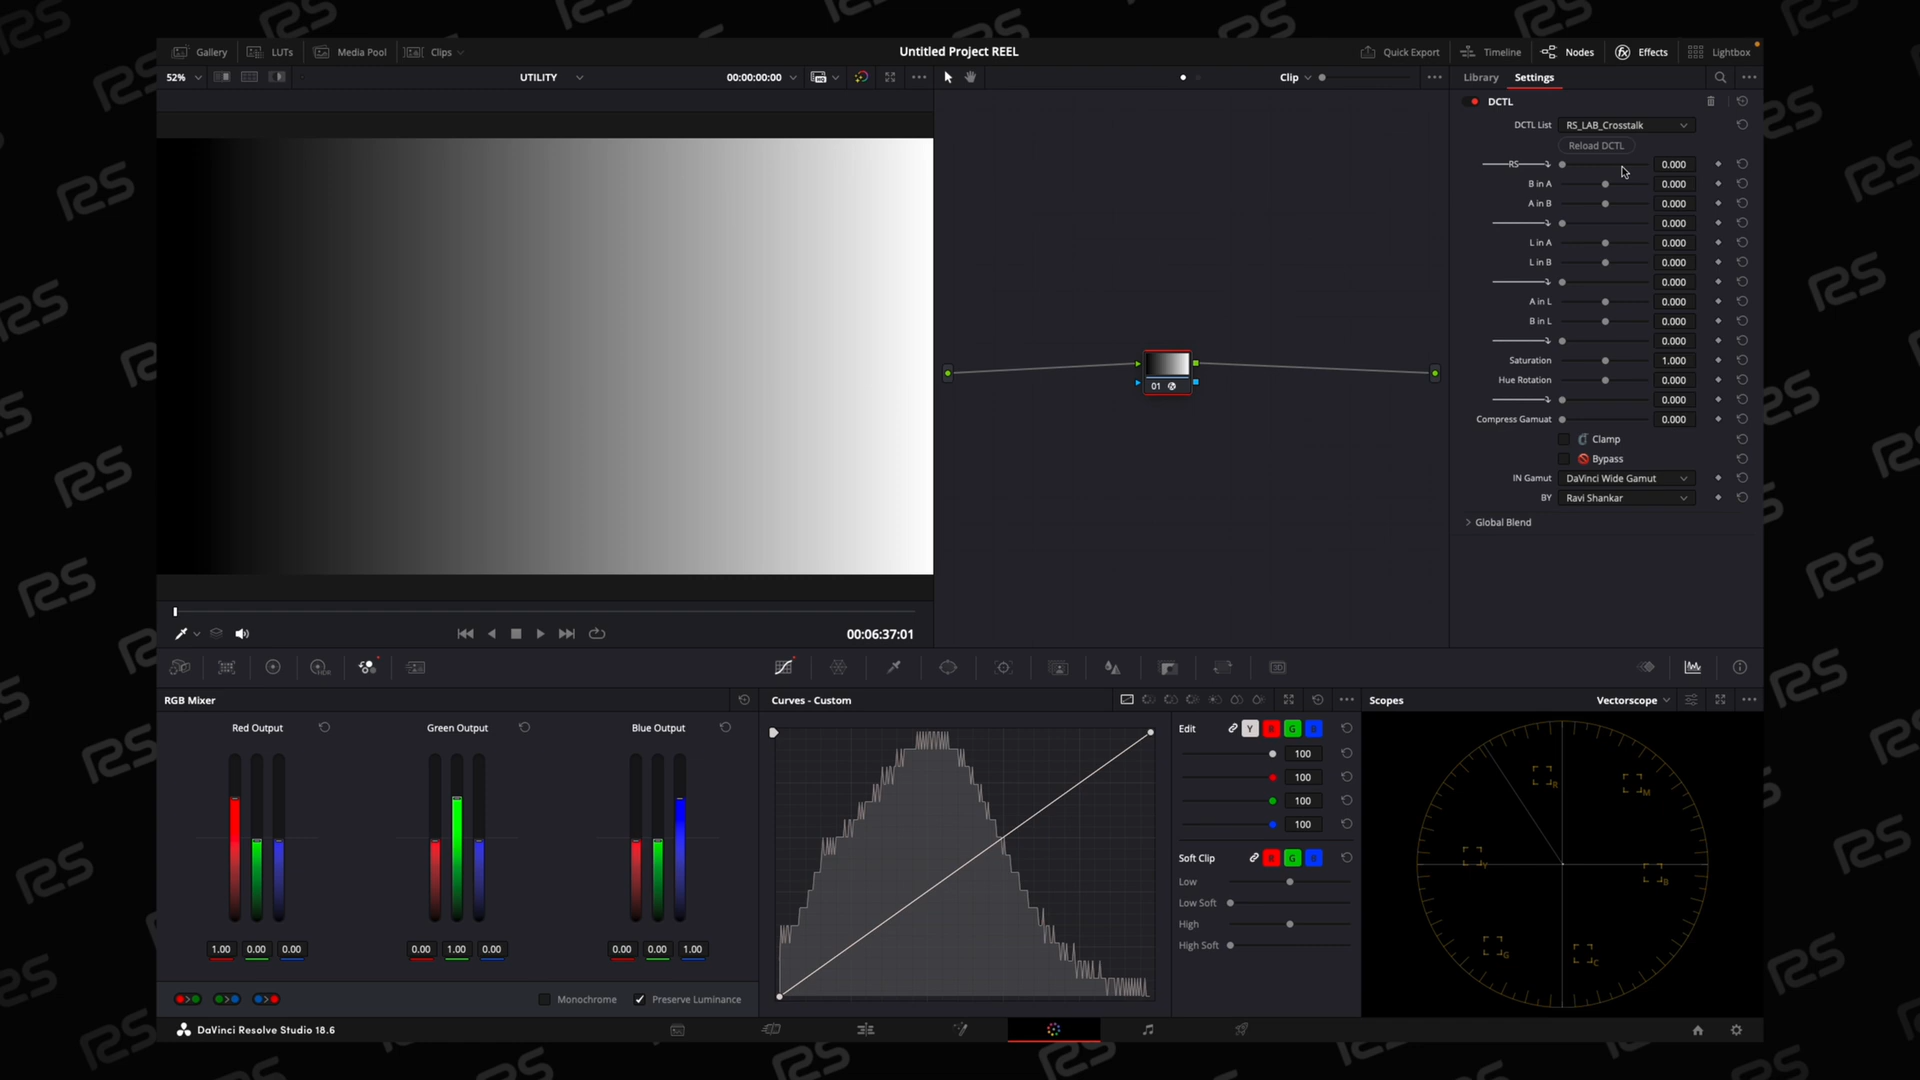 Gallery LUTs Media Pool Clips Untitled Project REEL Quick Export Timeline Nodes Effects Lightbox
52% UTILITY 00:00:00:00 Clip Library Settings
DCTL
DCTL List RS_LAB_Crosstalk
Reload DCTL
RS 0.000
B in A 0.000
A in B 0.000
0.000
L in A 0.000
L in B 0.000
0.000
A in L 0.000
B in L 0.000
0.000
Saturation 1.000
Hue Rotation 0.000
0.000
Compress Gamuat 0.000
Clamp
Bypass
IN Gamut DaVinci Wide Gamut
BY Ravi Shankar
Global Blend
01
00:06:37:01
RGB Mixer
Red Output Green Output Blue Output
1.00 0.00 0.00 0.00 1.00 0.00 0.00 0.00 1.00
Monochrome Preserve Luminance
Curves - Custom
Edit Y R G B
100
100
100
100
Soft Clip R G B
Low
Low Soft
High
High Soft
Scopes Vectorscope
R
M
Y
B
G
C
DaVinci Resolve Studio 18.6